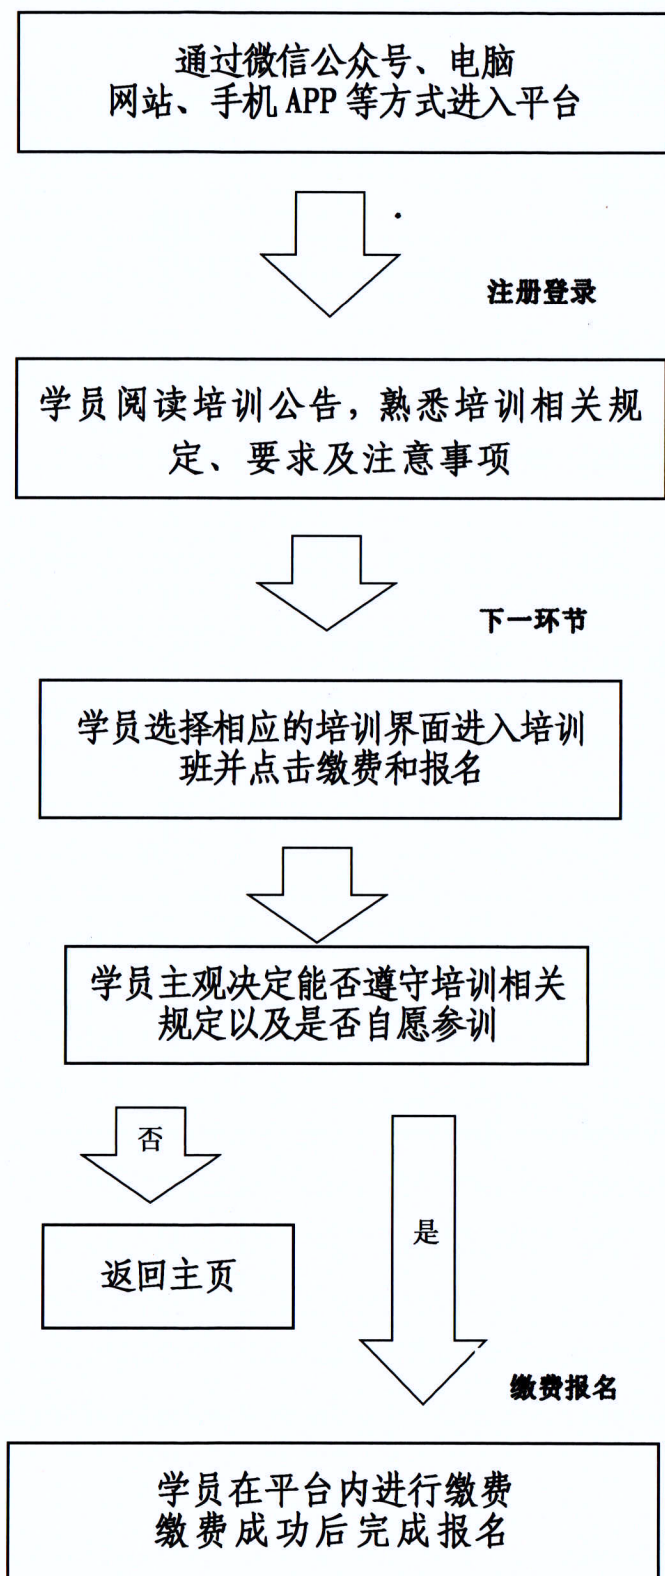 通过微信公众号、电脑
网站、手机 APP 等方式进入平台
注册登录
学员阅读培训公告，熟悉培训相关规
定、要求及注意事项
下一环节
学员选择相应的培训界面进入培训
班并点击缴费和报名
学员主观决定能否遵守培训相关
规定以及是否自愿参训
否
是
返回主页
缴费报名
学员在平台内进行缴费
缴费成功后完成报名